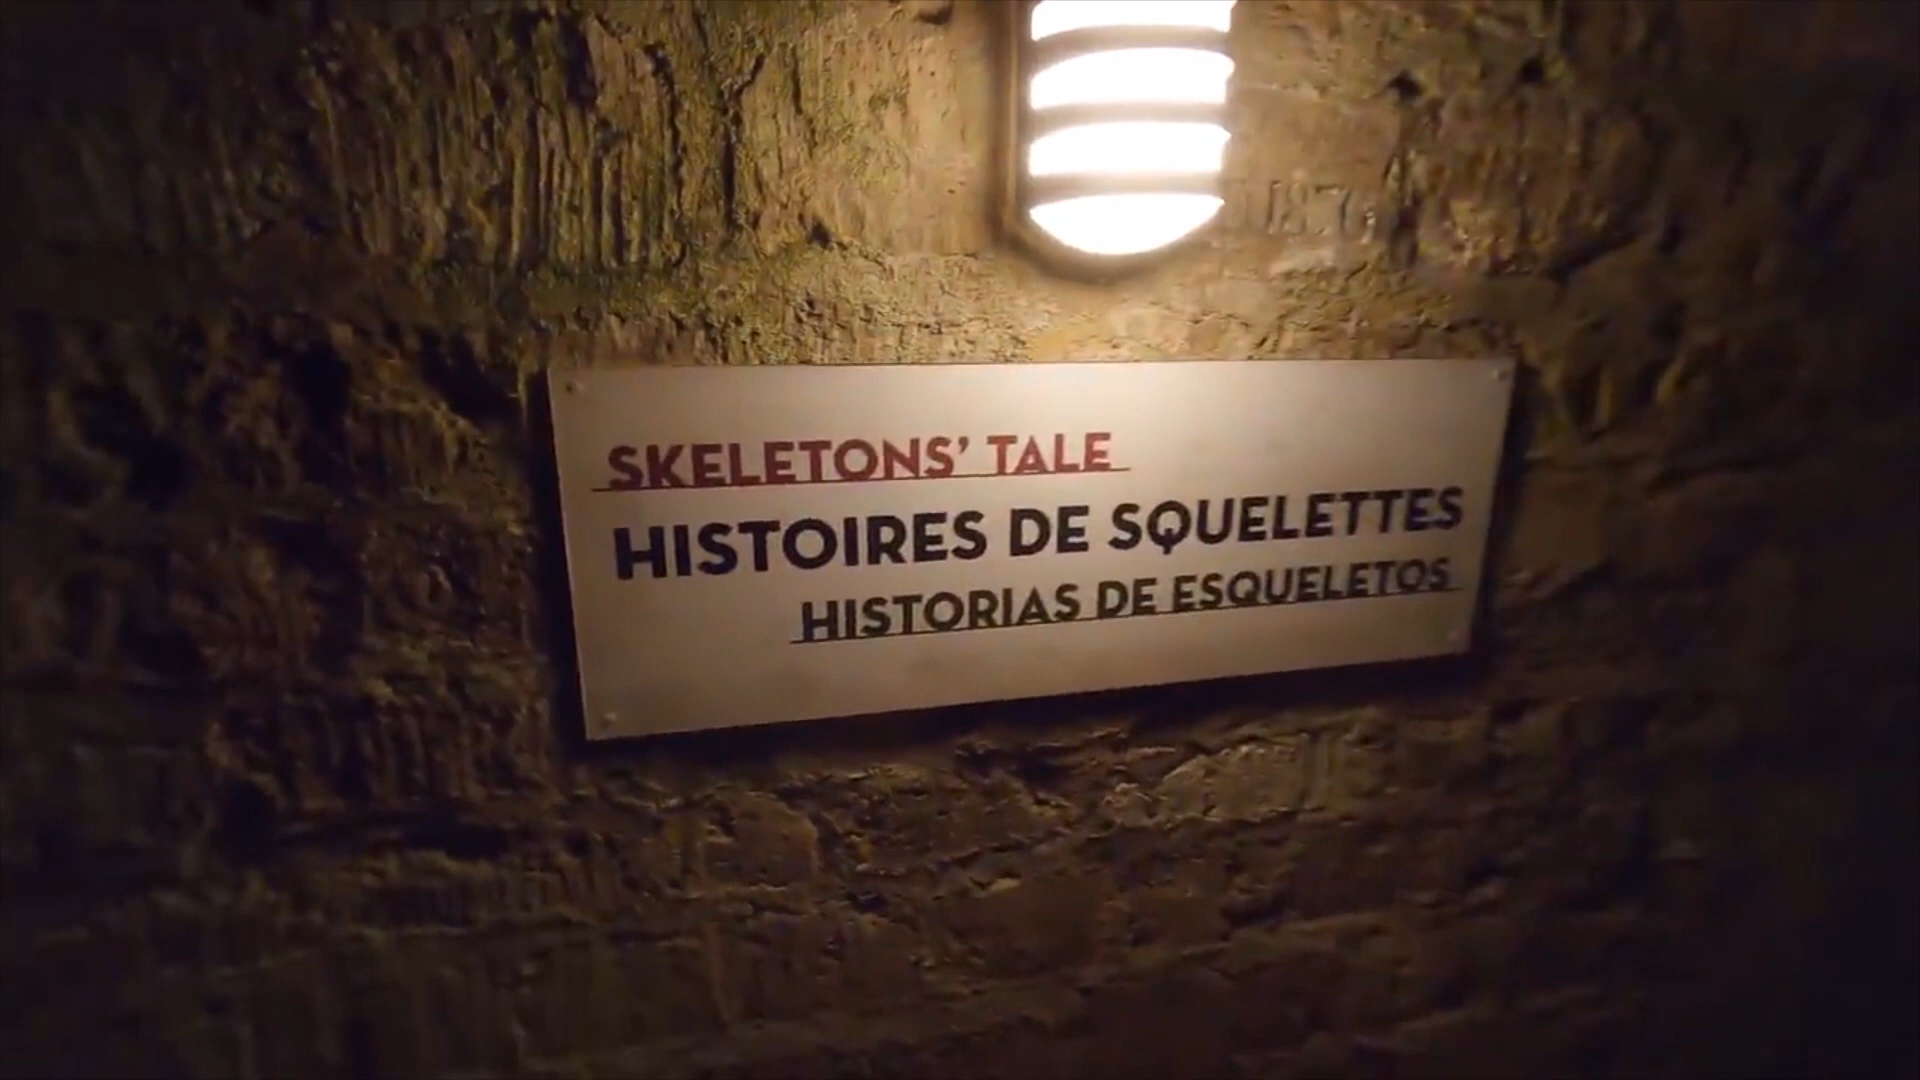 SKELETONS' TALE
HISTOIRES DE SQUELETTES
HISTORIAS DE ESQUELETOS